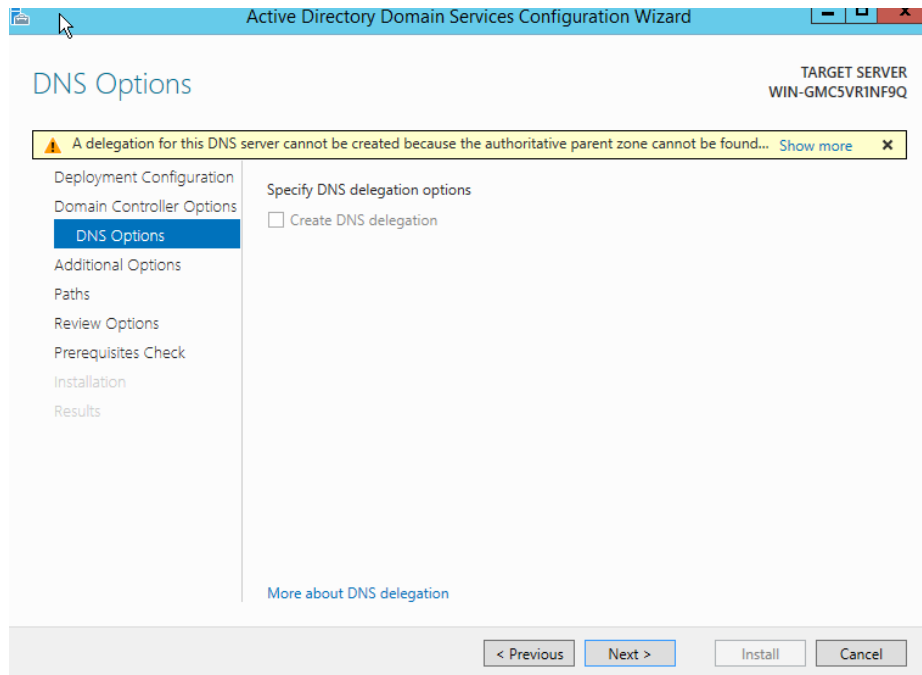 Active Directory Domain Services Configuration Wizard
DNS Options
TARGET SERVER
WIN-GMC5VR1NF9Q
A delegation for this DNS server cannot be created because the authoritative parent zone cannot be found... Show more
Deployment Configuration
Domain Controller Options
DNS Options
Additional Options
Paths
Review Options
Prerequisites Check
Installation
Results
Specify DNS delegation options
Create DNS delegation
More about DNS delegation
< Previous Next > Install Cancel